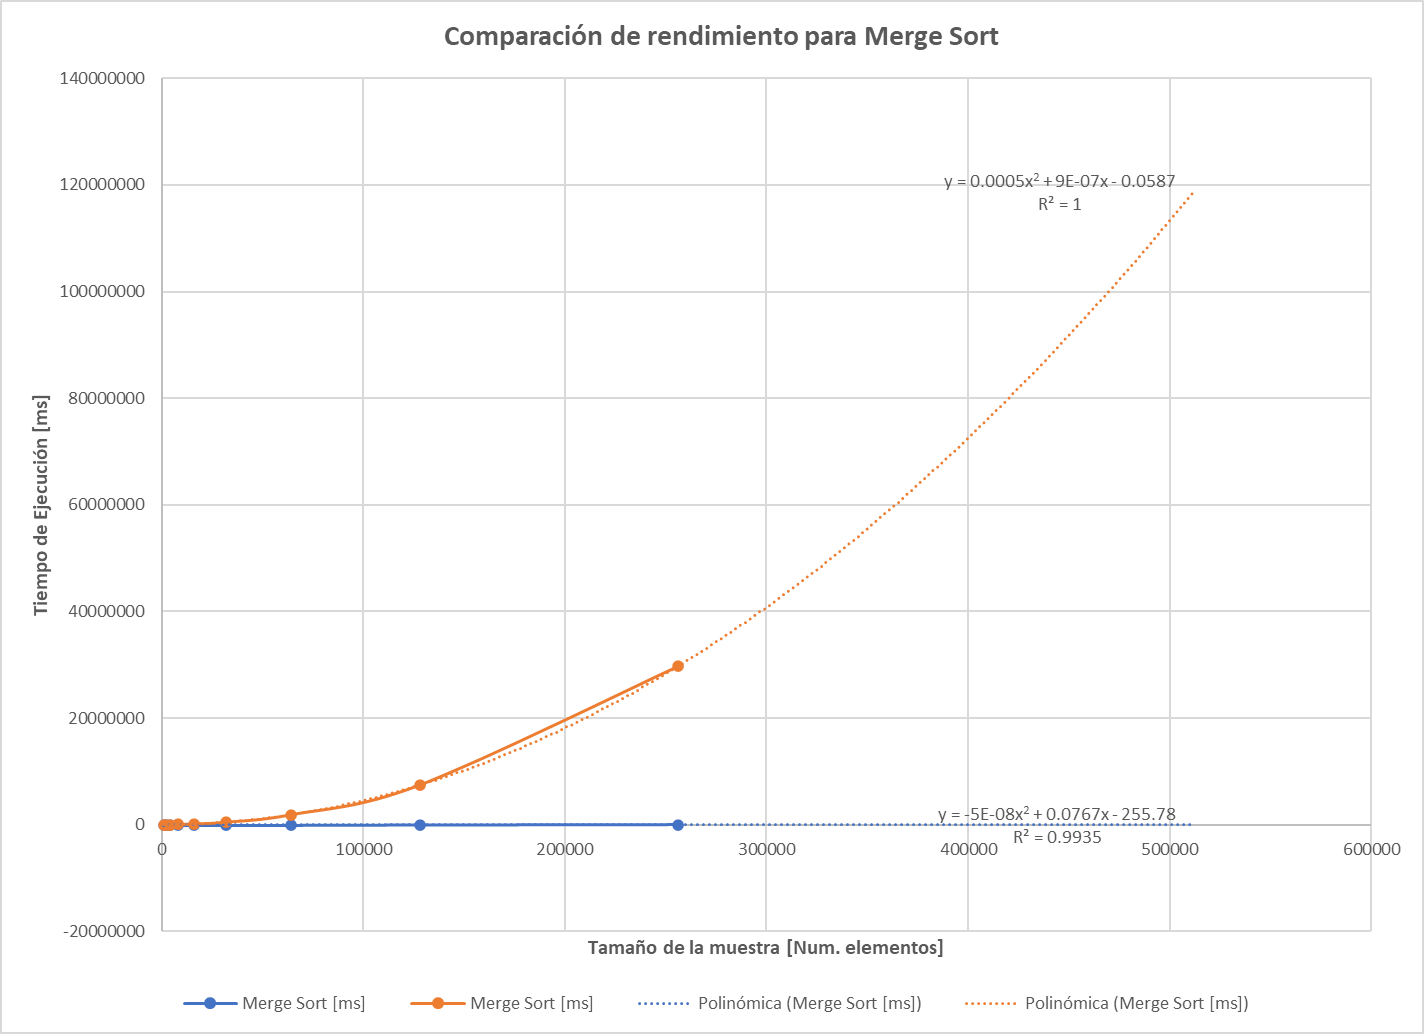 Comparación de rendimiento para Merge Sort
140000000
120000000
100000000
80000000
60000000
40000000
20000000
0
-20000000
Tiempo de Ejecución [ms]
y = 0.0005x² + 9E-07x - 0.0587
R² = 1
y = -5E-08x² + 0.0767x - 255.78
R² = 0.9935
0 100000 200000 300000 400000 500000 600000
Tamaño de la muestra [Num. elementos]
Merge Sort [ms] Merge Sort [ms] Polinómica (Merge Sort [ms]) Polinómica (Merge Sort [ms])